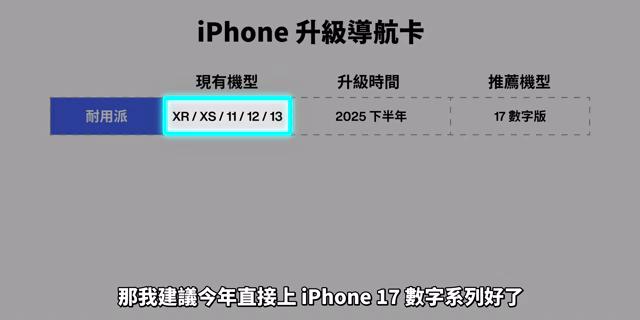 iPhone 升級導航卡
現有機型 升級時間 推薦機型
耐用派 XR / XS / 11 / 12 / 13 2025 下半年 17 數字版
那我建議今年直接上 iPhone 17 數字系列好了